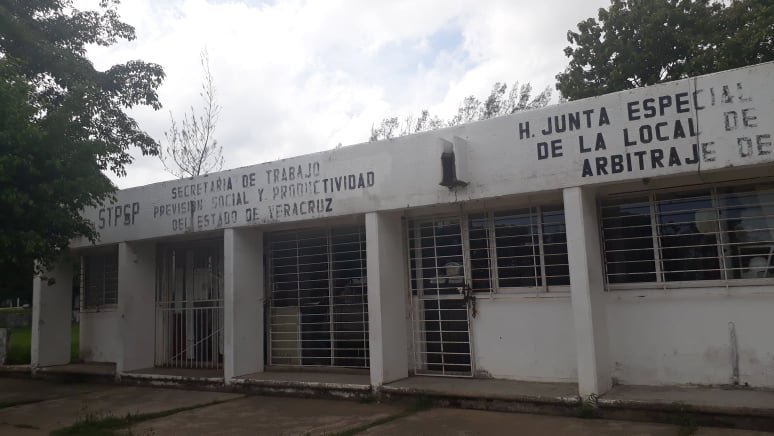 STPSP
SECRETARIA DE TRABAJO
PREVISION SOCIAL Y PRODUCTIVIDAD
DEL ESTADO DE VERACRUZ
H. JUNTA ESPECIAL
DE LA LOCAL DE
ARBITRAJE DE